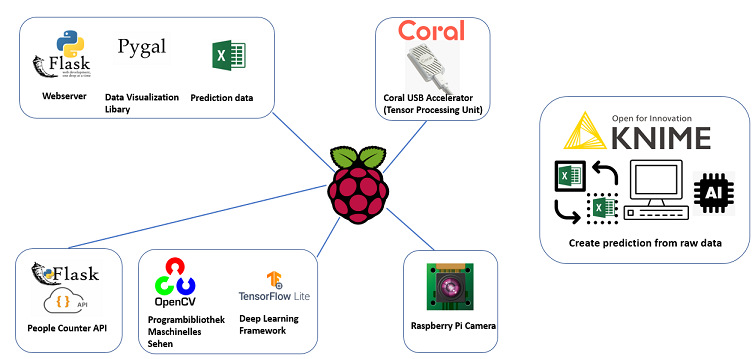 Flask
web development,
one drop at a time
Webserver
Pygal
Data Visualization
Libary
Prediction data
Coral
Coral USB Accelerator
(Tensor Processing Unit)
Open for Innovation
KNIME
AI
Create prediction from raw data
Flask
{ } API
People Counter API
OpenCV
Programbibliothek
Maschinelles
Sehen
TensorFlow Lite
Deep Learning
Framework
Raspberry Pi Camera